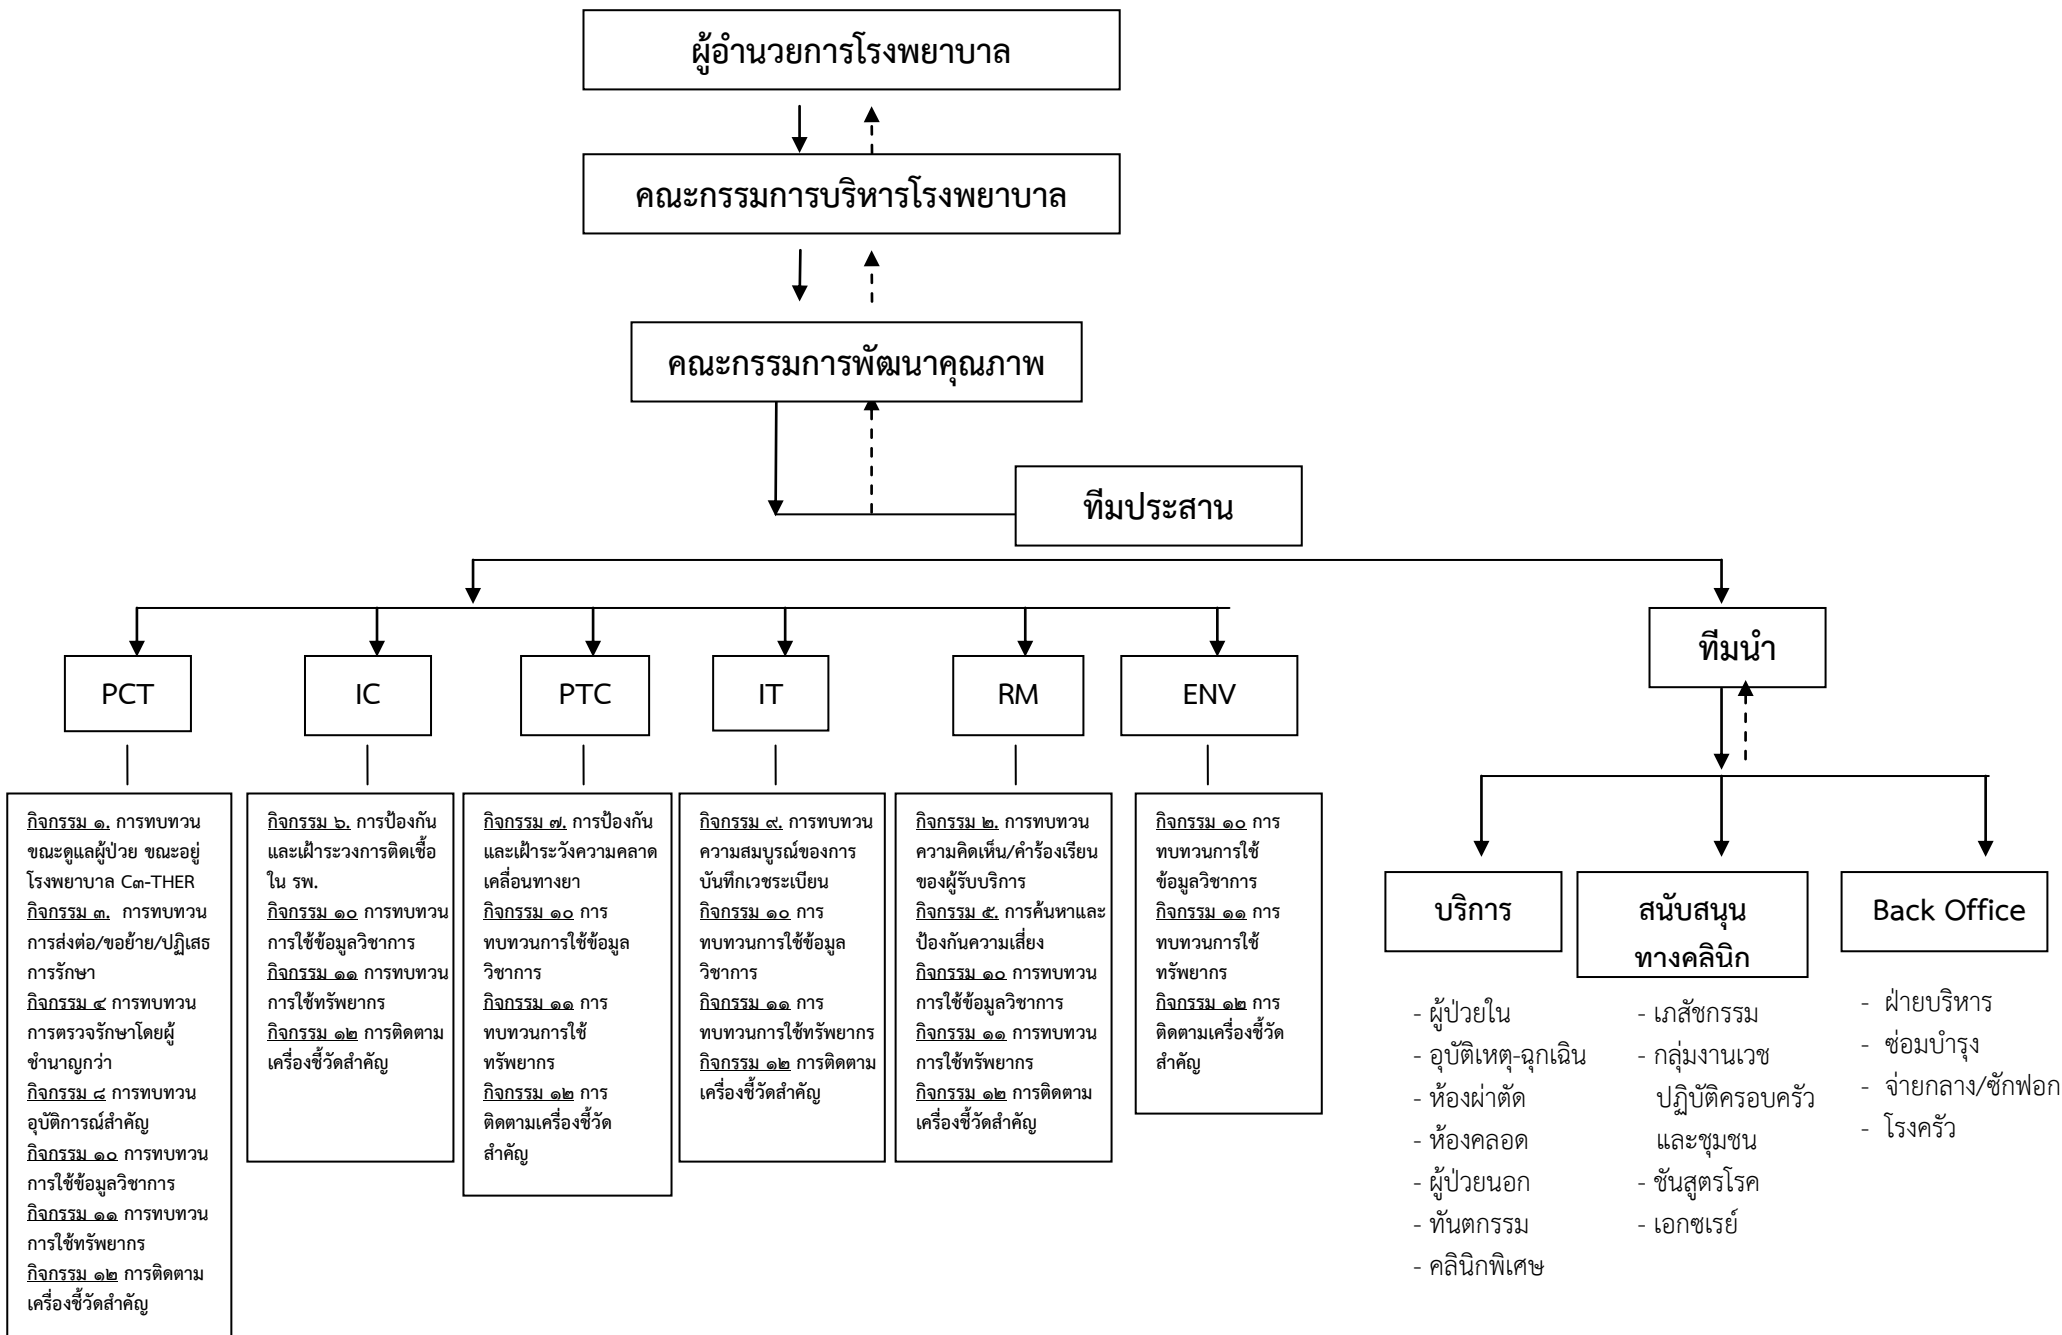 ผู้อำนวยการโรงพยาบาล
คณะกรรมการบริหารโรงพยาบาล
คณะกรรมการพัฒนาคุณภาพ
ทีมประสาน
ทีมนำ
PCT
IC
PTC
IT
RM
ENV
กิจกรรม ๑. การทบทวน
ขณะดูแลผู้ป่วย ขณะอยู่
โรงพยาบาล C๓-THER
กิจกรรม ๓. การทบทวน
การส่งต่อ/ขอย้าย/ปฏิเสธ
การรักษา
กิจกรรม ๔ การทบทวน
การตรวจรักษาโดยผู้
ชำนาญกว่า
กิจกรรม ๘ การทบทวน
อุบัติการณ์สำคัญ
กิจกรรม ๑๐ การทบทวน
การใช้ข้อมูลวิชาการ
กิจกรรม ๑๑ การทบทวน
การใช้ทรัพยากร
กิจกรรม ๑๒ การติดตาม
เครื่องชี้วัดสำคัญ
กิจกรรม ๖. การป้องกัน
และเฝ้าระวงการติดเชื้อ
ใน รพ.
กิจกรรม ๑๐ การทบทวน
การใช้ข้อมูลวิชาการ
กิจกรรม ๑๑ การทบทวน
การใช้ทรัพยากร
กิจกรรม ๑๒ การติดตาม
เครื่องชี้วัดสำคัญ
กิจกรรม ๗. การป้องกัน
และเฝ้าระวังความคลาด
เคลื่อนทางยา
กิจกรรม ๑๐ การ
ทบทวนการใช้ข้อมูล
วิชาการ
กิจกรรม ๑๑ การ
ทบทวนการใช้
ทรัพยากร
กิจกรรม ๑๒ การ
ติดตามเครื่องชี้วัด
สำคัญ
กิจกรรม ๙. การทบทวน
ความสมบูรณ์ของการ
บันทึกเวชระเบียน
กิจกรรม ๑๐ การ
ทบทวนการใช้ข้อมูล
วิชาการ
กิจกรรม ๑๑ การ
ทบทวนการใช้ทรัพยากร
กิจกรรม ๑๒ การติดตาม
เครื่องชี้วัดสำคัญ
กิจกรรม ๒. การทบทวน
ความคิดเห็น/คำร้องเรียน
ของผู้รับบริการ
กิจกรรม ๕. การค้นหาและ
ป้องกันความเสี่ยง
กิจกรรม ๑๐ การทบทวน
การใช้ข้อมูลวิชาการ
กิจกรรม ๑๑ การทบทวน
การใช้ทรัพยากร
กิจกรรม ๑๒ การติดตาม
เครื่องชี้วัดสำคัญ
กิจกรรม ๑๐ การ
ทบทวนการใช้
ข้อมูลวิชาการ
กิจกรรม ๑๑ การ
ทบทวนการใช้
ทรัพยากร
กิจกรรม ๑๒ การ
ติดตามเครื่องชี้วัด
สำคัญ
บริการ
- ผู้ป่วยใน
- อุบัติเหตุ-ฉุกเฉิน
- ห้องผ่าตัด
- ห้องคลอด
- ผู้ป่วยนอก
- ทันตกรรม
- คลินิกพิเศษ
สนับสนุน
ทางคลินิก
- เภสัชกรรม
- กลุ่มงานเวช
ปฏิบัติครอบครัว
และชุมชน
- ชันสูตรโรค
- เอกซเรย์
Back Office
- ฝ่ายบริหาร
- ซ่อมบำรุง
- จ่ายกลาง/ซักฟอก
- โรงครัว